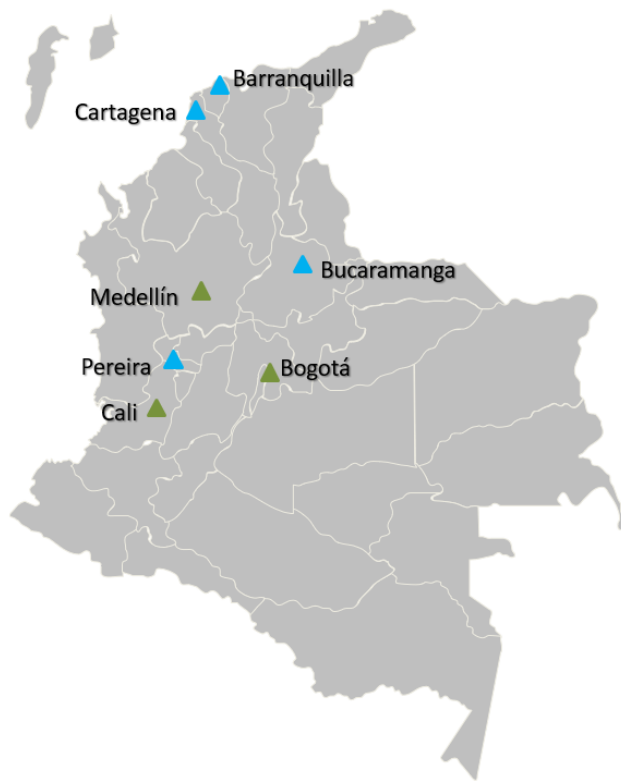 Barranquilla
Cartagena
Bucaramanga
Medellín
Pereira
Bogotá
Cali